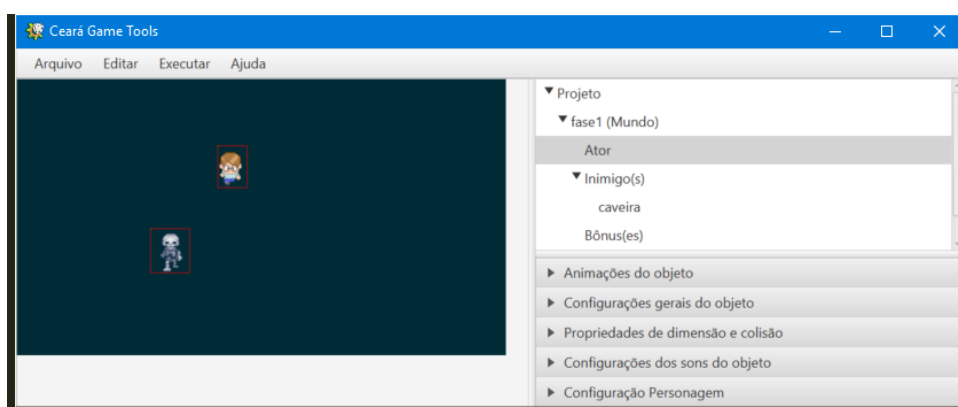 Ceará Game Tools
Arquivo Editar Executar Ajuda
Projeto
fase1 (Mundo)
Ator
Inimigo(s)
caveira
Bônus(es)
Animações do objeto
Configurações gerais do objeto
Propriedades de dimensão e colisão
Configurações dos sons do objeto
Configuração Personagem